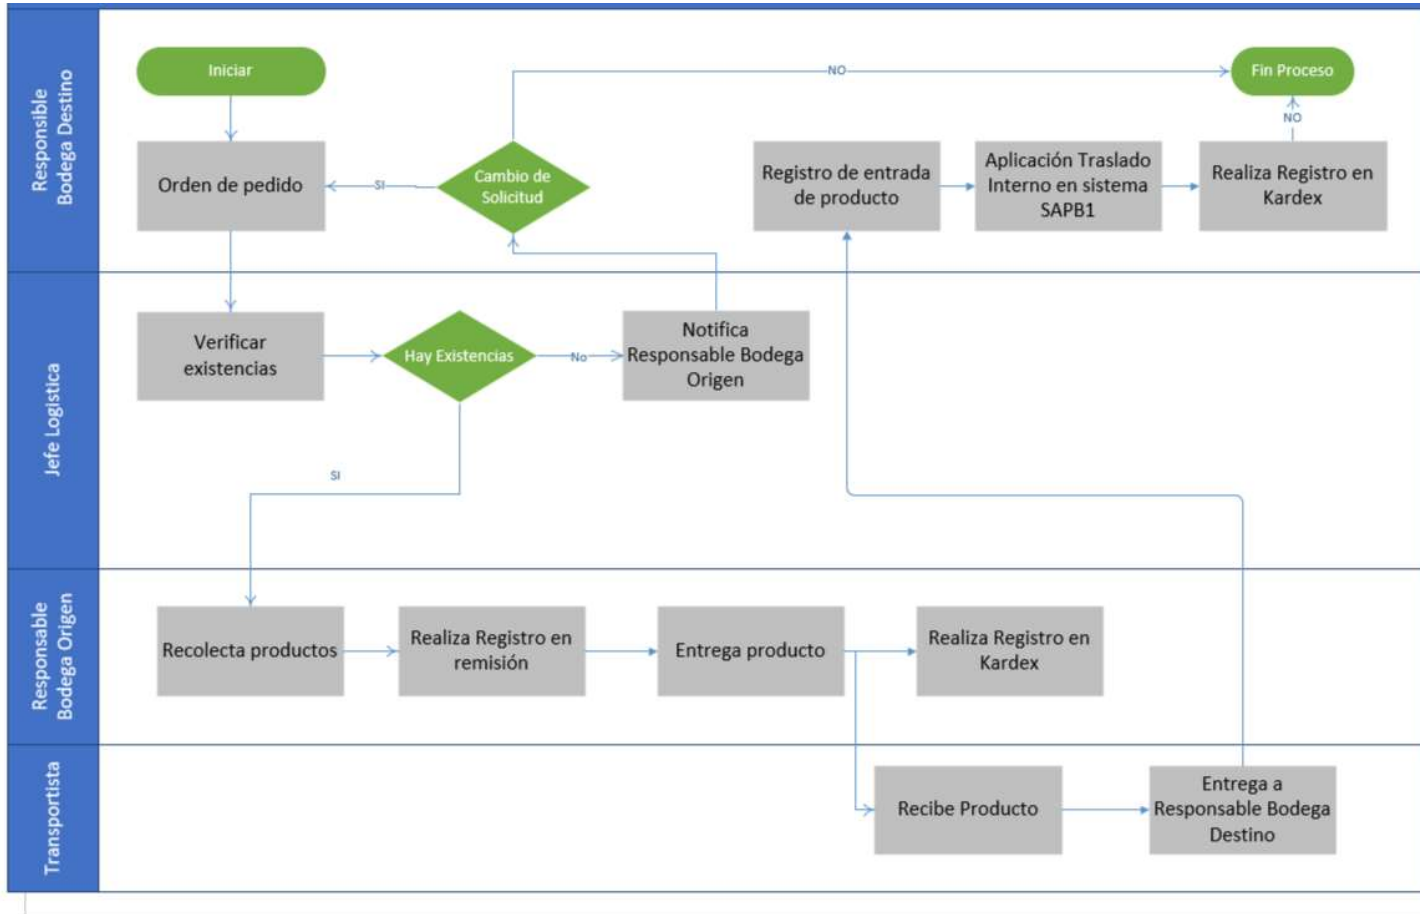 Responsible
Bodega Destino
Iniciar
NO
Fin Proceso
NO
Orden de pedido
SI
Cambio de
Solicitud
Registro de entrada
de producto
Aplicación Traslado
Interno en sistema
SAPB1
Realiza Registro en
Kardex
Jefe Logistica
Verificar
existencias
Hay Existencias
No
Notifica
Responsable Bodega
Origen
SI
Responsable
Bodega Origen
Recolecta productos
Realiza Registro en
remisión
Entrega producto
Realiza Registro en
Kardex
Transportista
Recibe Producto
Entrega a
Responsable Bodega
Destino